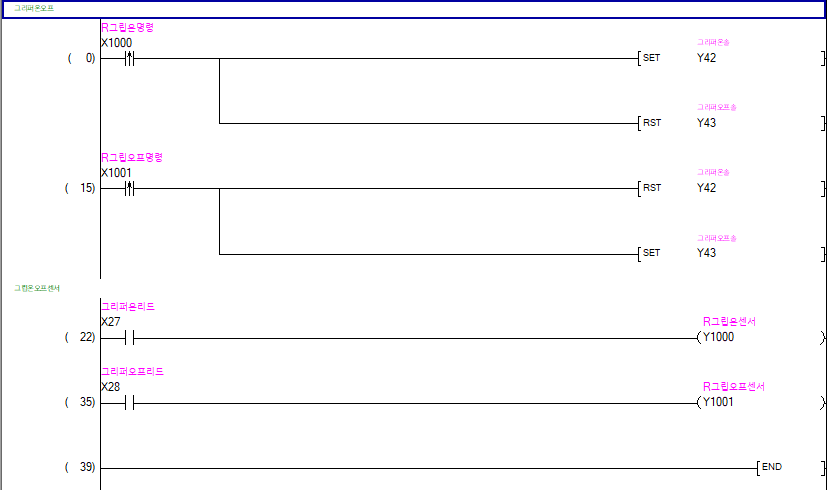 그리퍼온오프
R그립온명령
X1000
( 0)
SET
그리퍼온솔
Y42
RST
그리퍼오프솔
Y43
R그립오프명령
X1001
( 15)
RST
그리퍼온솔
Y42
SET
그리퍼오프솔
Y43
그립온오프센서
그리퍼온리드
X27
( 22)
R그립온센서
Y1000
그리퍼오프리드
X28
( 35)
R그립오프센서
Y1001
( 39)
END